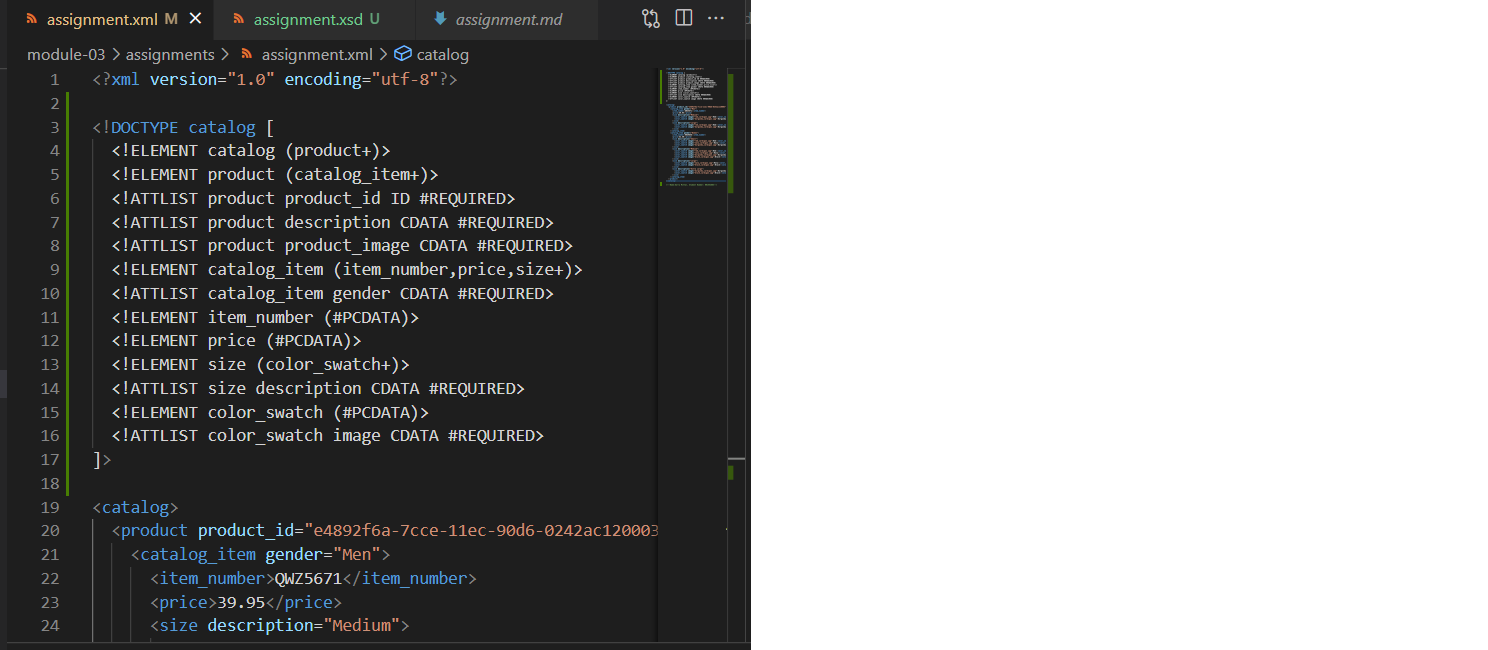 assignment.xml M
assignment.xsd U
assignment.md
module-03 > assignments > assignment.xml > catalog
1 <?xml version="1.0" encoding="utf-8"?>
2
3 <!DOCTYPE catalog [
4 <!ELEMENT catalog (product+)>
5 <!ELEMENT product (catalog_item+)>
6 <!ATTLIST product product_id ID #REQUIRED>
7 <!ATTLIST product description CDATA #REQUIRED>
8 <!ATTLIST product product_image CDATA #REQUIRED>
9 <!ELEMENT catalog_item (item_number,price,size+)>
10 <!ATTLIST catalog_item gender CDATA #REQUIRED>
11 <!ELEMENT item_number (#PCDATA)>
12 <!ELEMENT price (#PCDATA)>
13 <!ELEMENT size (color_swatch+)>
14 <!ATTLIST size description CDATA #REQUIRED>
15 <!ELEMENT color_swatch (#PCDATA)>
16 <!ATTLIST color_swatch image CDATA #REQUIRED>
17 ]>
18
19 <catalog>
20 <product product_id="e4892f6a-7cce-11ec-90d6-0242ac120003
21 <catalog_item gender="Men">
22 <item_number>QWZ5671</item_number>
23 <price>39.95</price>
24 <size description="Medium">